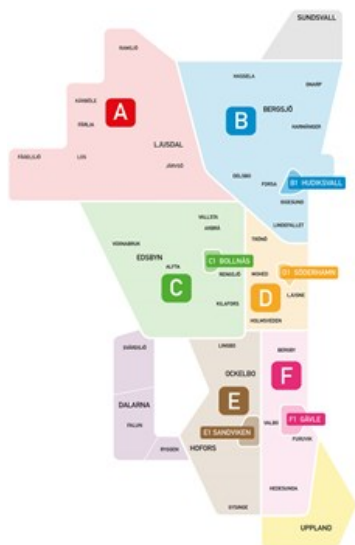 SUNDSVALL
RAMSJÖ
HASSELA
GNARP
KÅRBÖLE
A
B
BERGSJÖ
FÄRILA
HARMÅNGER
LJUSDAL
FÅGELSJÖ
LOS
JÄRVSÖ
DELSBO
FORSA
B1 HUDIKSVALL
IGGESUND
VALLSTA
LINDEFALLET
ARBRÅ
TRÖNÖ
VOXNABRUK
EDSBYN
C1 BOLLNÄS
ALFTA
RENGSJÖ
MOHED
D1 SÖDERHAMN
C
D
LJUSNE
KILAFORS
HOLMSVEDEN
SVÄRDSJÖ
LINGBO
BERGBY
OCKELBO
F
E
DALARNA
F1 GÄVLE
FALUN
E1 SANDVIKEN
VALBO
RYGGEN
HOFORS
FURUVIK
HEDESUNDA
GYSINGE
UPPLAND